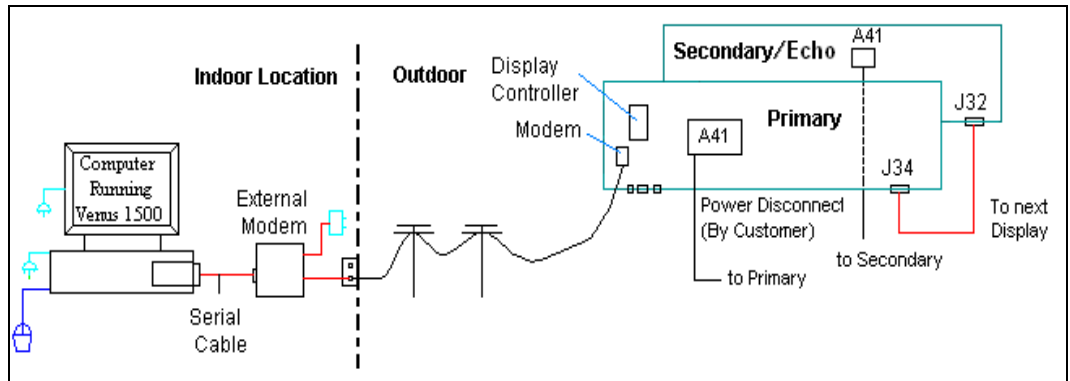 Indoor Location
Computer
Running
Venus 1500
External
Modem
Serial
Cable
Outdoor
Display
Controller
Modem
Secondary/Echo
A41
Primary
A41
J32
J34
Power Disconnect
(By Customer)
to Primary
to Secondary
To next
Display